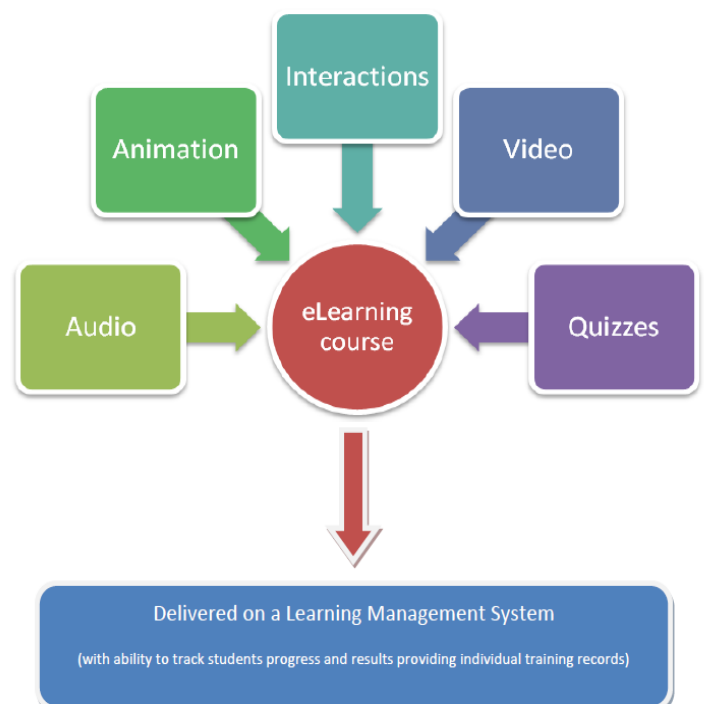 Interactions
Animation
Video
Audio
eLearning
course
Quizzes
Delivered on a Learning Management System
(with ability to track students progress and results providing individual training records)